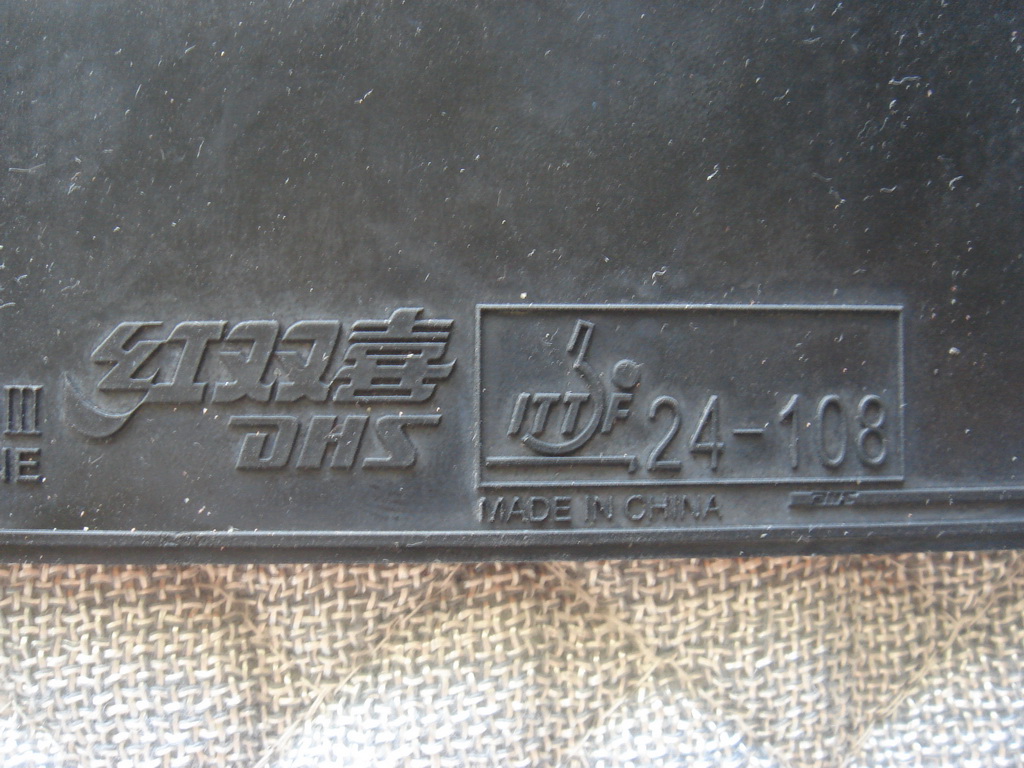 III
NE
红双喜
DHS
ITTF 24-108
MADE IN CHINA